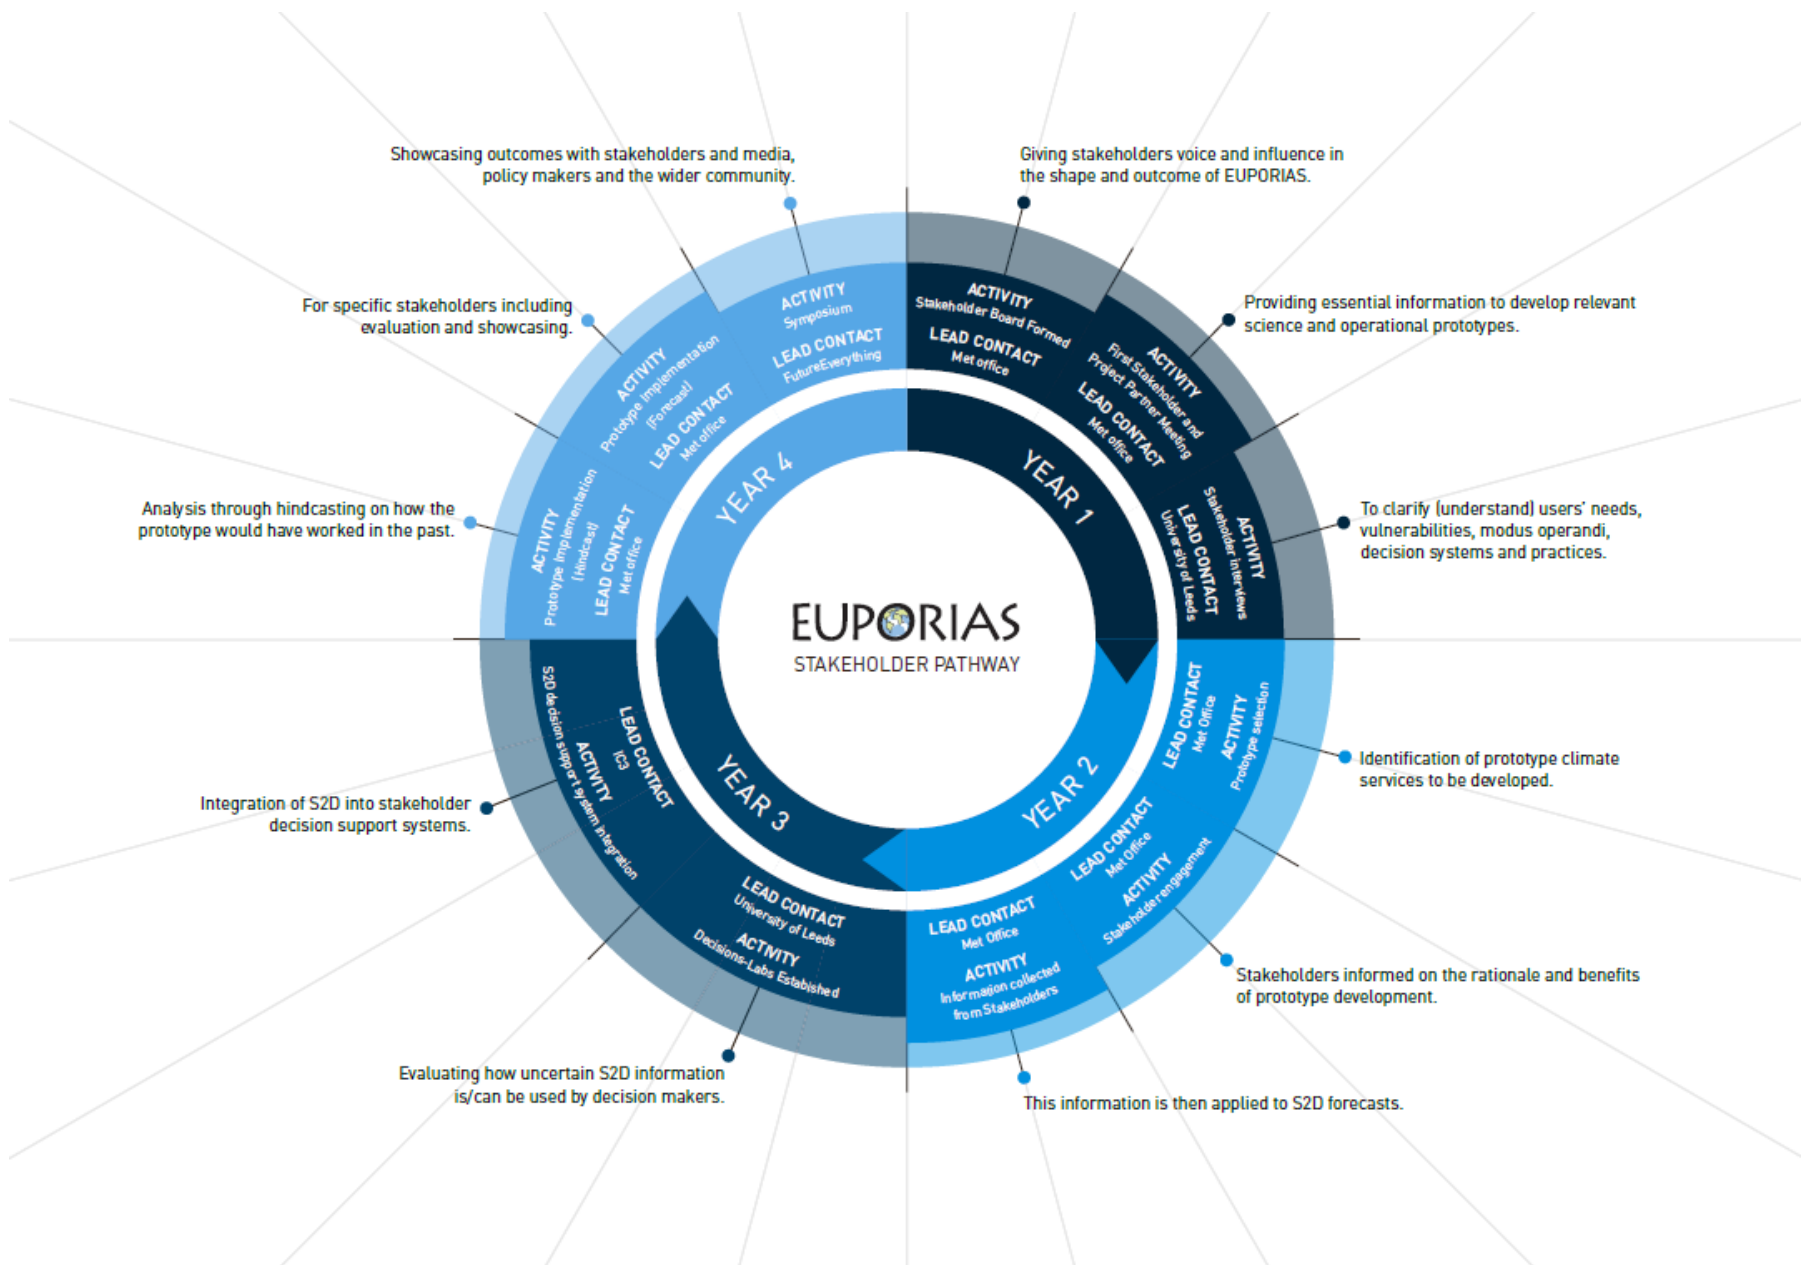 Showcasing outcomes with stakeholders and media,
policy makers and the wider community.
Giving stakeholders voice and influence in
the shape and outcome of EUPORIAS.
For specific stakeholders including
evaluation and showcasing.
Providing essential information to develop relevant
science and operational prototypes.
Analysis through hindcasting on how the
prototype would have worked in the past.
To clarify (understand) users' needs,
vulnerabilities, modus operandi,
decision systems and practices.
Integration of S2D into stakeholder
decision support systems.
Identification of prototype climate
services to be developed.
Evaluating how uncertain S2D information
is/can be used by decision makers.
Stakeholders informed on the rationale and benefits
of prototype development.
This information is then applied to S2D forecasts.
EUPORIAS
STAKEHOLDER PATHWAY
YEAR 1
ACTIVITY
Stakeholder Board Formed
LEAD CONTACT
Met office
ACTIVITY
First Stakeholder and
Project Partner Meeting
LEAD CONTACT
Met office
ACTIVITY
Stakeholder interviews
LEAD CONTACT
University of Leeds
YEAR 2
LEAD CONTACT
Met Office
ACTIVITY
Prototype selection
LEAD CONTACT
Met Office
ACTIVITY
Stakeholder engagement
LEAD CONTACT
Met Office
ACTIVITY
Information collected
from Stakeholders
YEAR 3
LEAD CONTACT
University of Leeds
ACTIVITY
Decisions-Labs Estabished
LEAD CONTACT
IC3
ACTIVITY
S2D decision support system integration
YEAR 4
ACTIVITY
Prototype Implementation
(Hindcast)
LEAD CONTACT
Met office
ACTIVITY
Prototype Implementation
(Forecast)
LEAD CONTACT
Met office
ACTIVITY
Symposium
LEAD CONTACT
FutureEverything